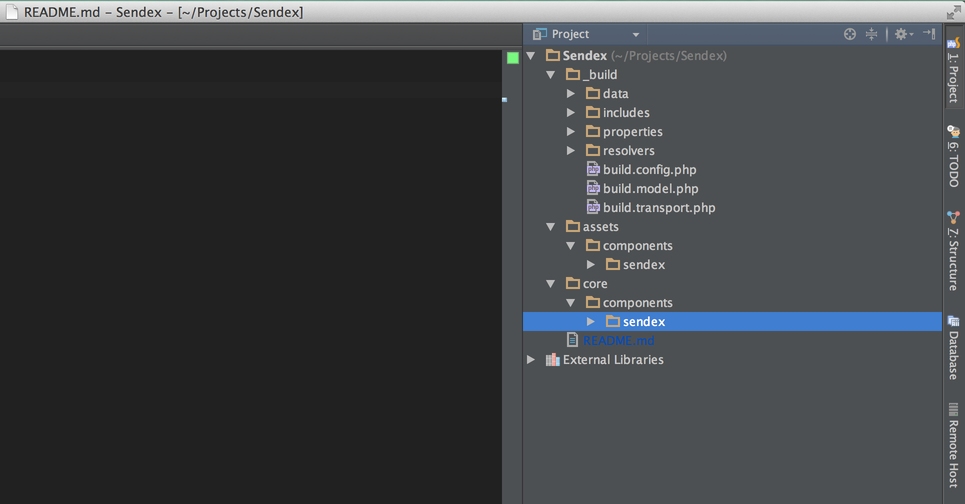 README.md – Sendex – [~/Projects/Sendex]
Project
Sendex (~/Projects/Sendex)
_build
data
includes
properties
resolvers
build.config.php
build.model.php
build.transport.php
assets
components
sendex
core
components
sendex
README.md
External Libraries
1: Project
6: TODO
Z: Structure
Database
Remote Host